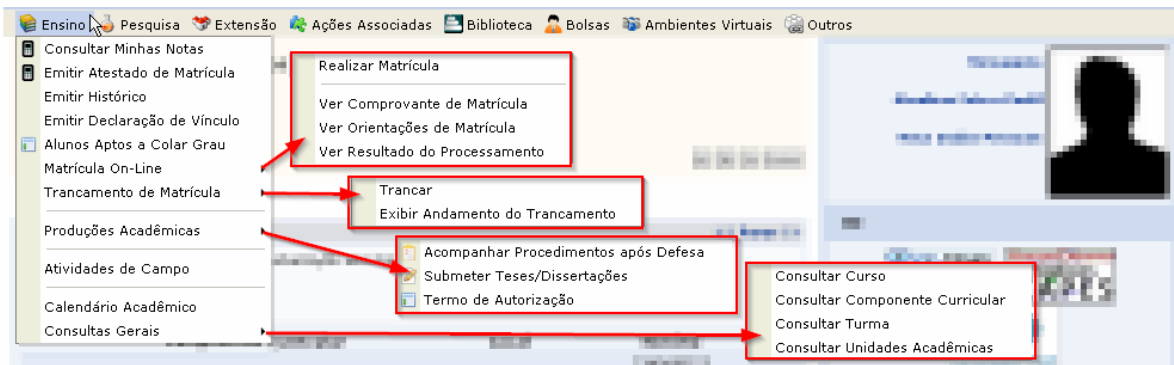 Ensino Pesquisa Extensão Ações Associadas Biblioteca Bolsas Ambientes Virtuais Outros
Consultar Minhas Notas
Emitir Atestado de Matrícula
Emitir Histórico
Emitir Declaração de Vínculo
Alunos Aptos a Colar Grau
Matrícula On-Line
Trancamento de Matrícula
Produções Acadêmicas
Atividades de Campo
Calendário Acadêmico
Consultas Gerais
Realizar Matrícula
Ver Comprovante de Matrícula
Ver Orientações de Matrícula
Ver Resultado do Processamento
Trancar
Exibir Andamento do Trancamento
Acompanhar Procedimentos após Defesa
Submeter Teses/Dissertações
Termo de Autorização
Consultar Curso
Consultar Componente Curricular
Consultar Turma
Consultar Unidades Acadêmicas